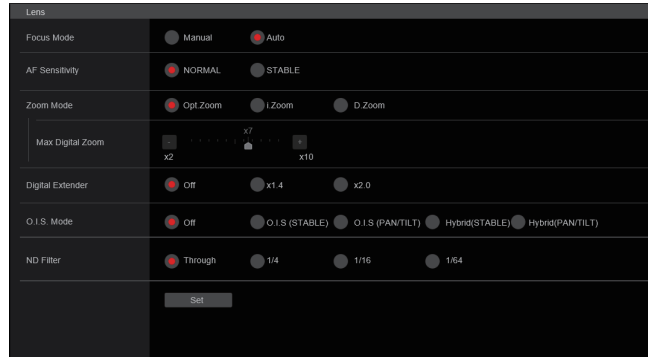 Lens
Focus Mode Manual Auto
AF Sensitivity NORMAL STABLE
Zoom Mode Opt.Zoom i.Zoom D.Zoom
x7
Max Digital Zoom - +
x2 x10
Digital Extender Off x1.4 x2.0
O.I.S. Mode Off O.I.S (STABLE) O.I.S (PAN/TILT) Hybrid(STABLE) Hybrid(PAN/TILT)
ND Filter Through 1/4 1/16 1/64
Set